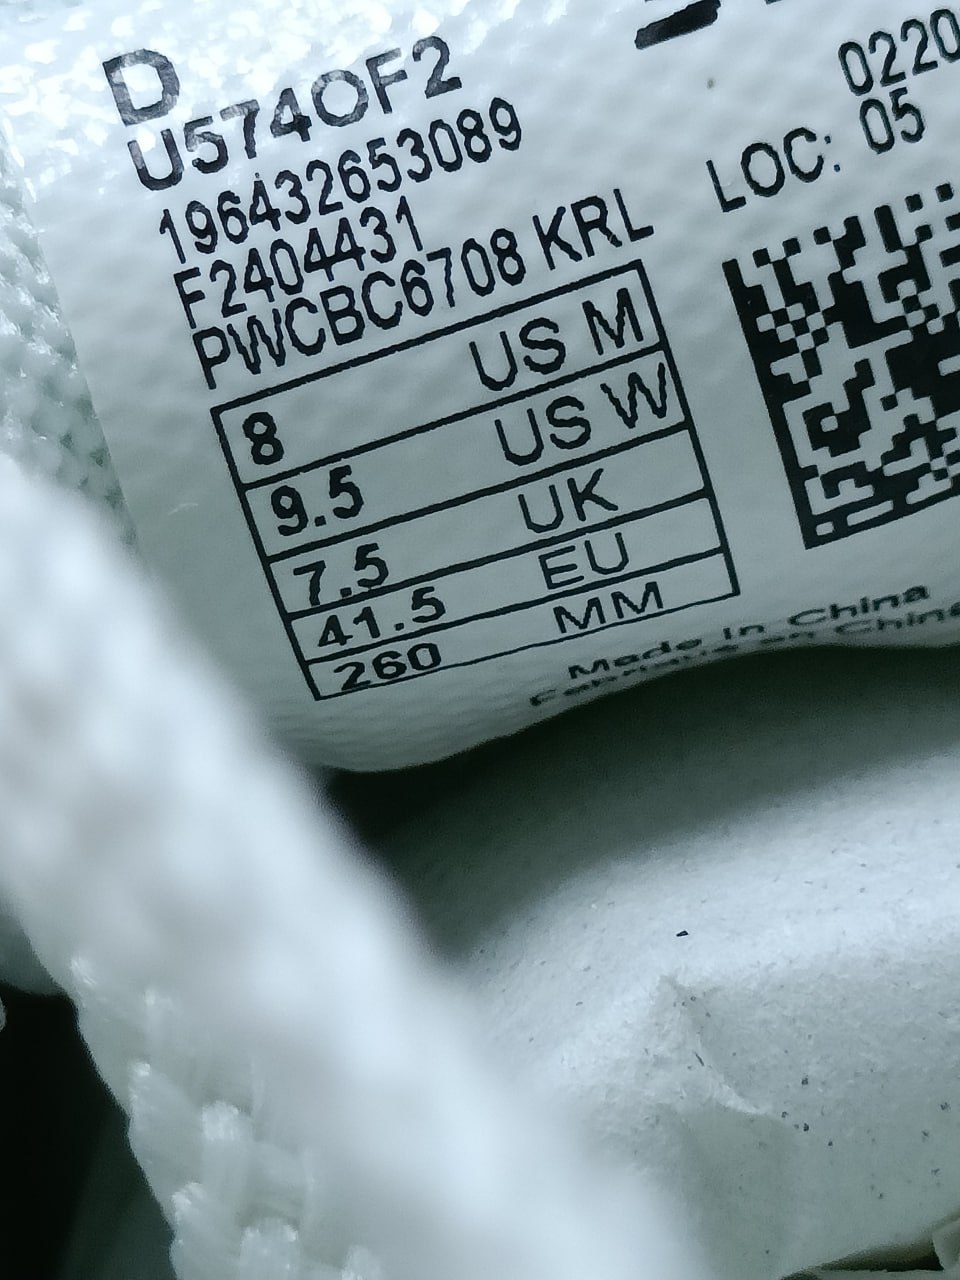 D
U574OF2
196432653089
F2404431
PWCBC6708 KRL
0220
LOC: 05
8 US M
9.5 US W
7.5 UK
41.5 EU
260 MM
Made in China